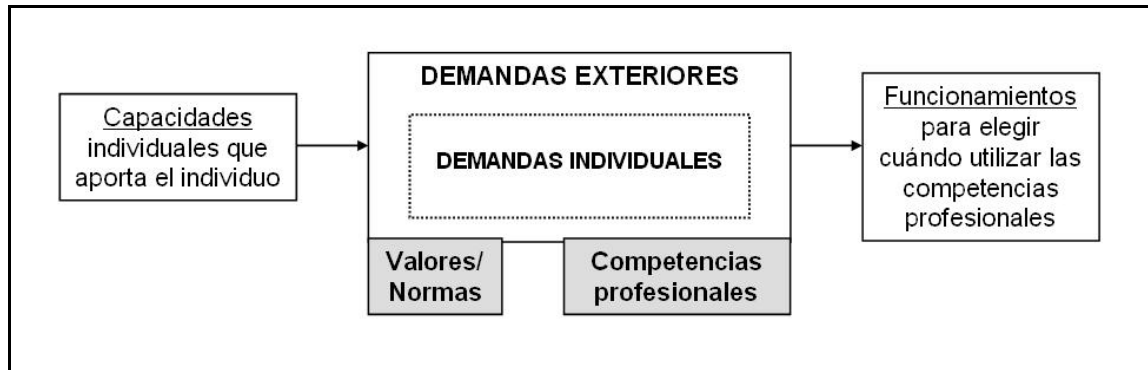 Capacidades
individuales que
aporta el individuo
DEMANDAS EXTERIORES
DEMANDAS INDIVIDUALES
Valores/
Normas
Competencias
profesionales
Funcionamientos
para elegir
cuándo utilizar las
competencias
profesionales